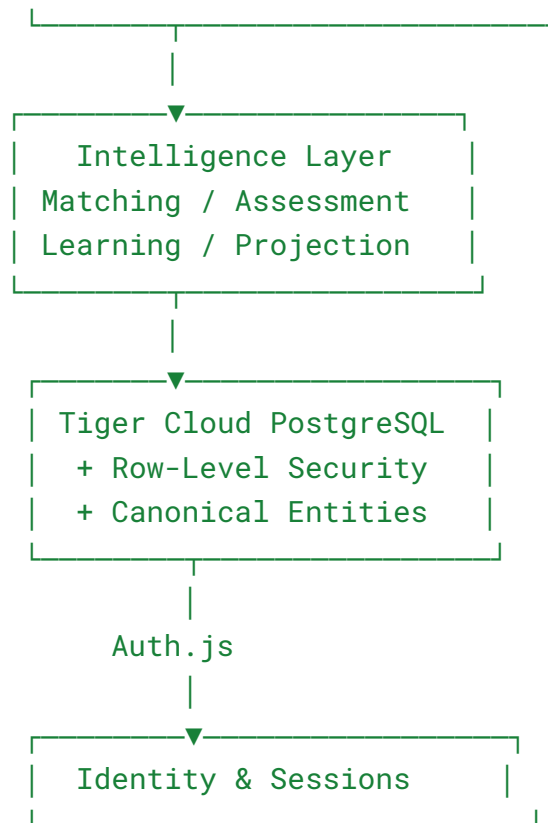 Intelligence Layer
Matching / Assessment
Learning / Projection
Tiger Cloud PostgreSQL
+ Row-Level Security
+ Canonical Entities
Auth.js
Identity & Sessions